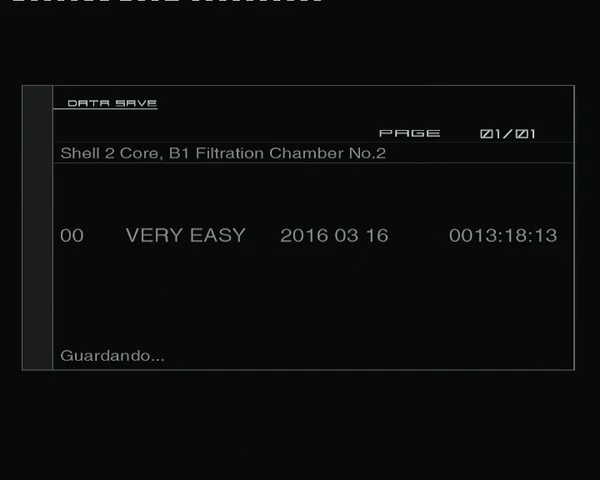 DATA SAVE
PAGE 01/01
Shell 2 Core, B1 Filtration Chamber No.2
00 VERY EASY 2016 03 16 0013:18:13
Guardando...